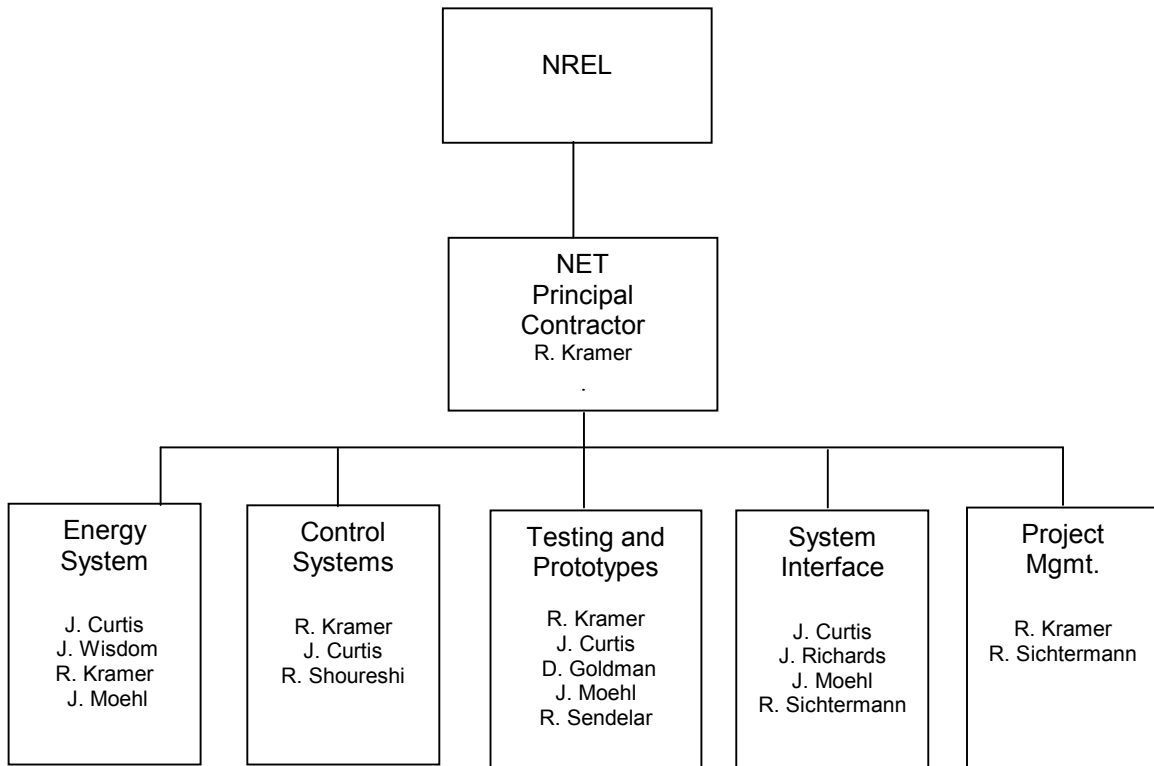 NREL
NET
Principal
Contractor
R. Kramer
.
Energy
System
J. Curtis
J. Wisdom
R. Kramer
J. Moehl
Control
Systems
R. Kramer
J. Curtis
R. Shoureshi
Testing and
Prototypes
R. Kramer
J. Curtis
D. Goldman
J. Moehl
R. Sendelar
System
Interface
J. Curtis
J. Richards
J. Moehl
R. Sichtermann
Project
Mgmt.
R. Kramer
R. Sichtermann